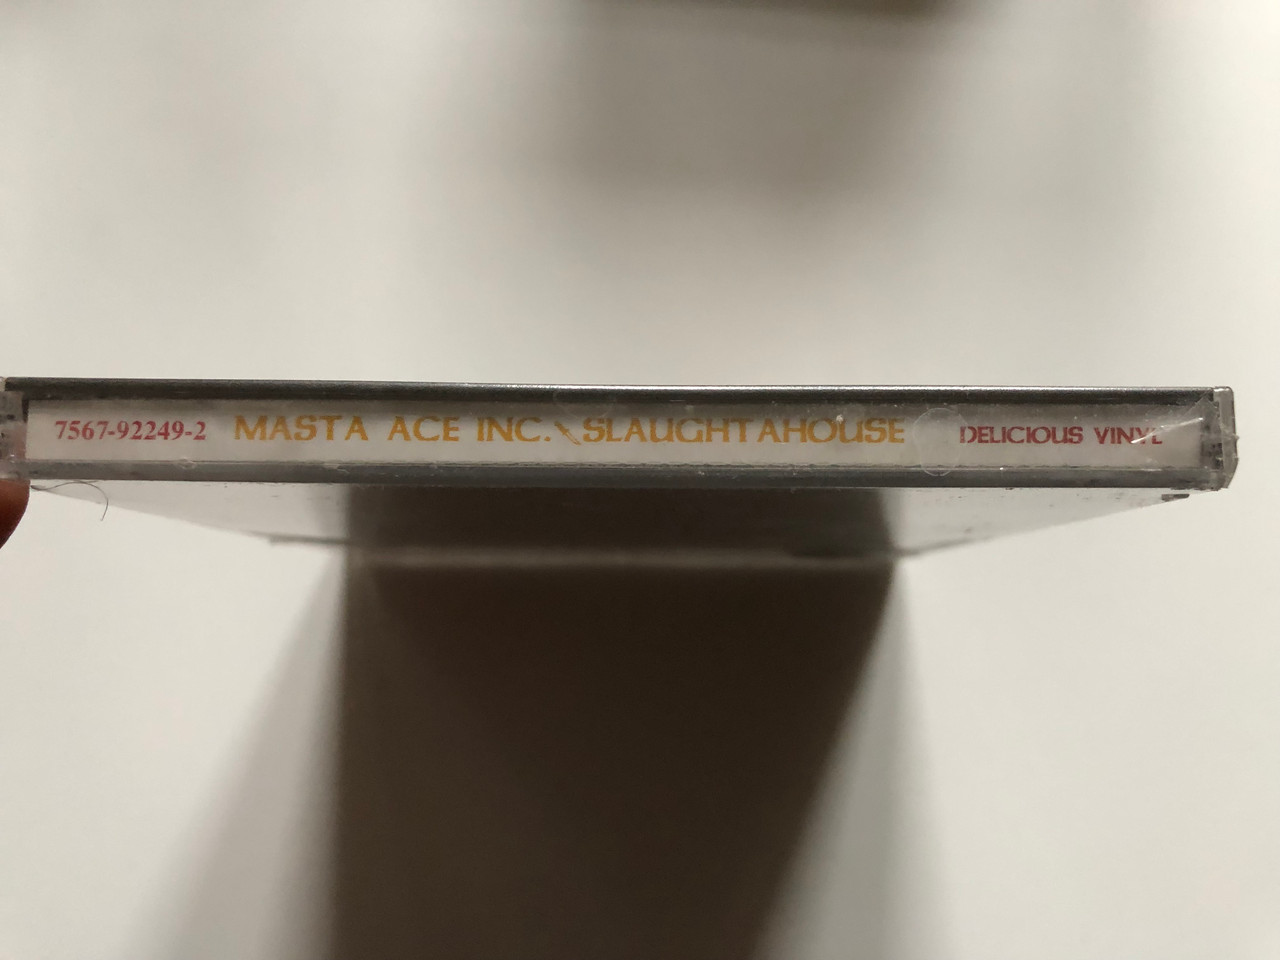 7567-92249-2 MASTA ACE INC. \ SLAUGHTAHOUSE DELICIOUS VINYL